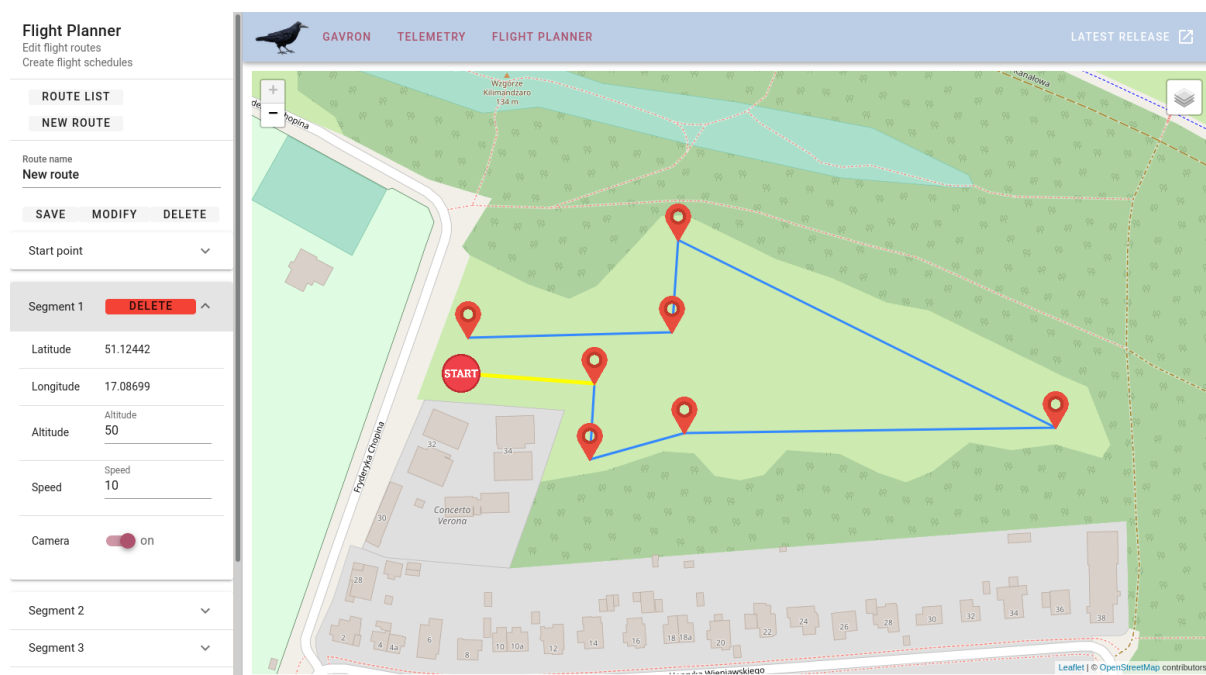 Flight Planner
Edit flight routes
Create flight schedules
ROUTE LIST
NEW ROUTE
Route name
New route
SAVE MODIFY DELETE
Start point
Segment 1 DELETE
Latitude 51.12442
Longitude 17.08699
Altitude
Altitude 50
Speed
Speed 10
Camera on
Segment 2
Segment 3
GAVRON TELEMETRY FLIGHT PLANNER
LATEST RELEASE
+
−
Wzgórze
Kilimandżaro
134 m
Kanałowa
Chopina
START
Fryderyka Chopina
32
34
30
Concerto
Verona
28
2
4
4a
6
8
10
10a
12
14
16
18
18a
20
22
24
26
28
30
32
34
36
38
Henryka Wieniawskiego
Leaflet | © OpenStreetMap contributors